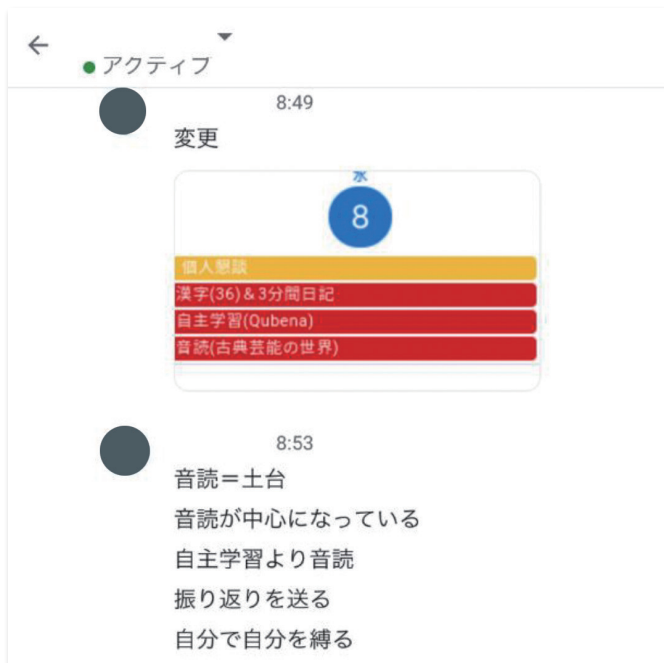 アクティブ
8:49
変更
水
8
個人懇談
漢字(36)&3分間日記
自主学習(Qubena)
音読(古典芸能の世界)
8:53
音読=土台
音読が中心になっている
自主学習より音読
振り返りを送る
自分で自分を縛る